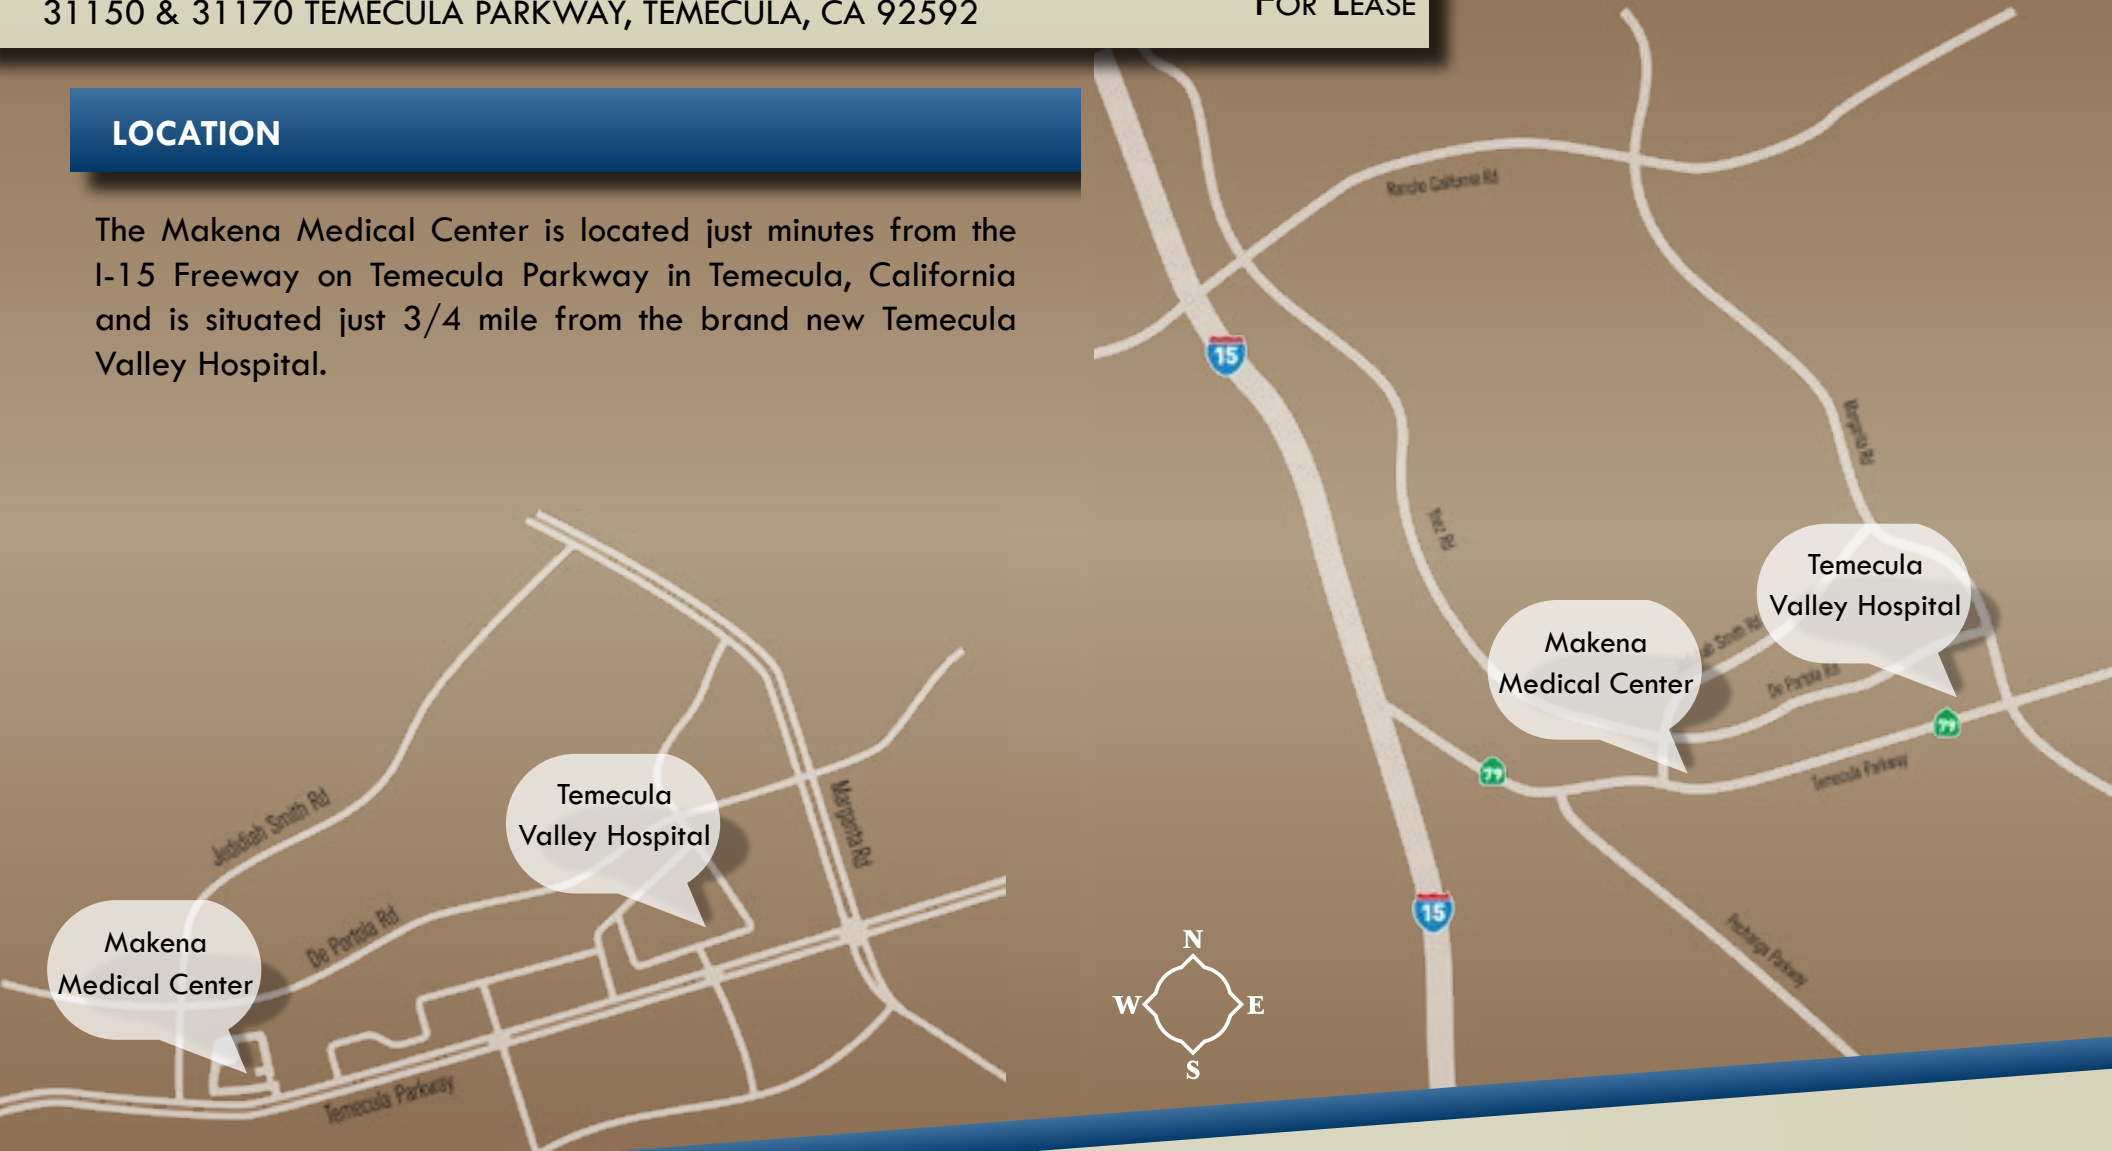 31150 & 31170 TEMECULA PARKWAY, TEMECULA, CA 92592
FOR LEASE
LOCATION
The Makena Medical Center is located just minutes from the
I-15 Freeway on Temecula Parkway in Temecula, California
and is situated just 3/4 mile from the brand new Temecula
Valley Hospital.
Rancho California Rd
15
Margarita Rd
Ynez Rd
Temecula
Valley Hospital
Makena
Medical Center
Jedidiah Smith Rd
De Portola Rd
79
79
Temecula Parkway
15
Pechanga Parkway
N
W
E
S
Temecula
Valley Hospital
Margarita Rd
Jedidiah Smith Rd
De Portola Rd
Makena
Medical Center
Temecula Parkway